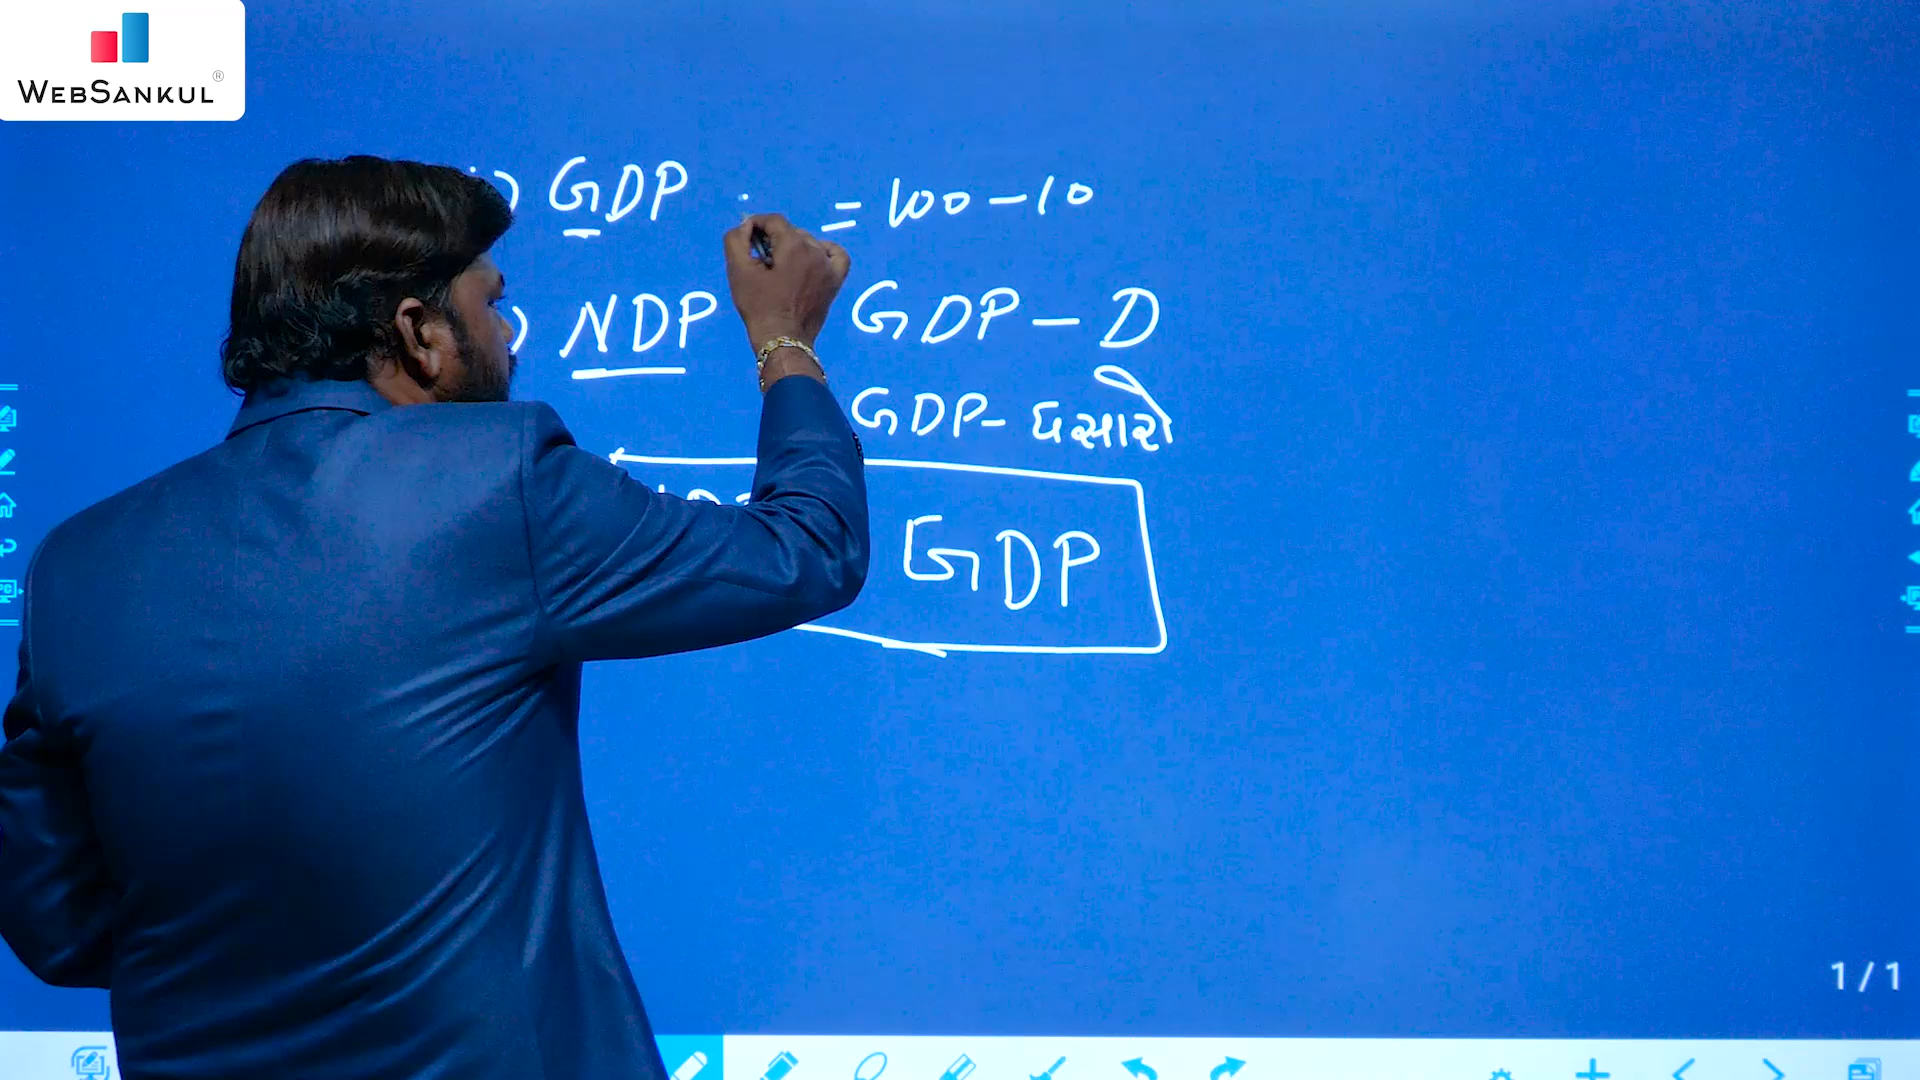 WEBSANKUL®
) GDP = 100 - 10
) NDP GDP - D
GDP - ઘસારો
GDP
1 / 1